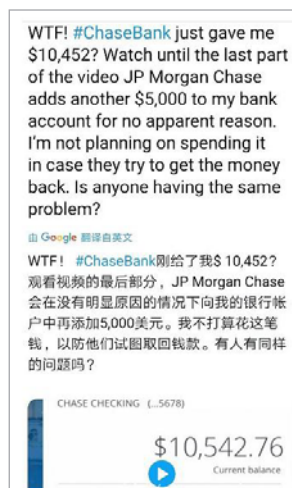 WTF! #ChaseBank just gave me
$10,452? Watch until the last part
of the video JP Morgan Chase
adds another $5,000 to my bank
account for no apparent reason.
I'm not planning on spending it
in case they try to get the money
back. Is anyone having the same
problem?
由 Google 翻译自英文
WTF! #ChaseBank刚给了我$ 10,452?
观看视频的最后部分，JP Morgan Chase
会在没有明显原因的情况下向我的银行帐
户中再添加5,000美元。我不打算花这笔
钱，以防他们试图取回钱款。有人有同样
的问题吗?
CHASE CHECKING (...5678)
$10,542.76
Current balance